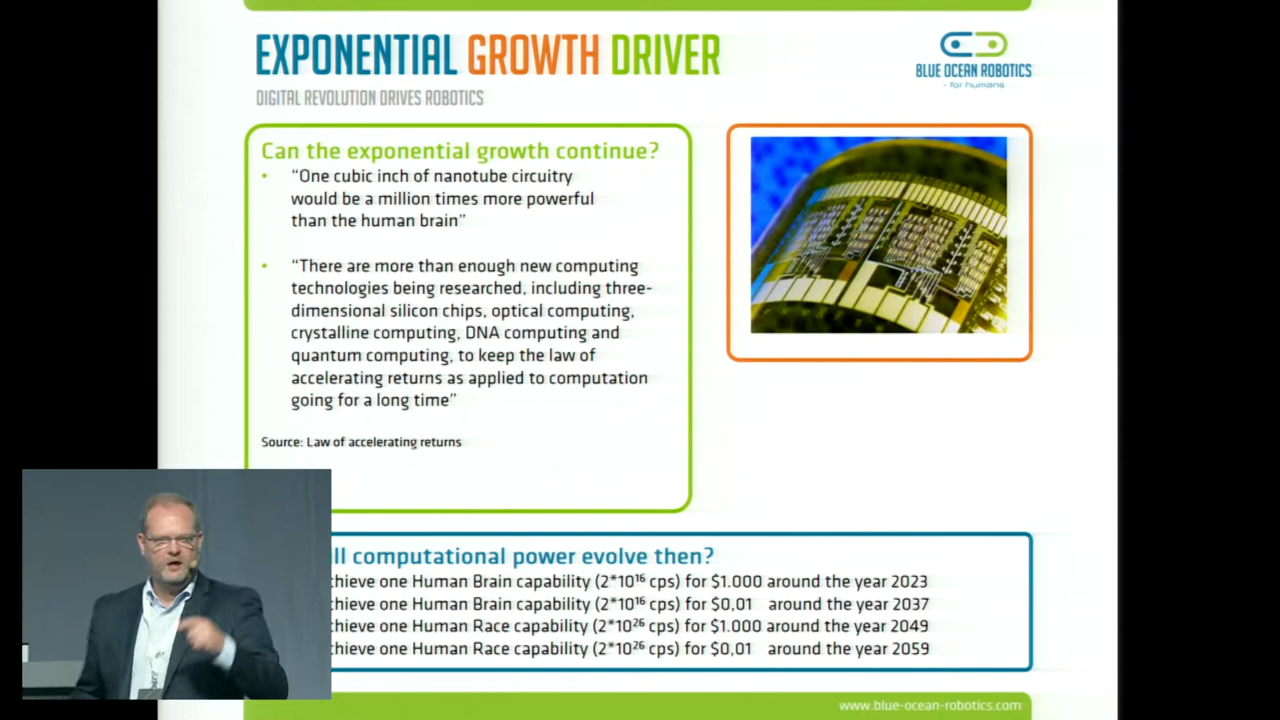 EXPONENTIAL GROWTH DRIVER
DIGITAL REVOLUTION DRIVES ROBOTICS
BLUE OCEAN ROBOTICS
- for humans
Can the exponential growth continue?
• “One cubic inch of nanotube circuitry
would be a million times more powerful
than the human brain”
• “There are more than enough new computing
technologies being researched, including three-
dimensional silicon chips, optical computing,
crystalline computing, DNA computing and
quantum computing, to keep the law of
accelerating returns as applied to computation
going for a long time”
Source: Law of accelerating returns
ll computational power evolve then?
chieve one Human Brain capability (2*10¹⁶ cps) for $1.000 around the year 2023
chieve one Human Brain capability (2*10¹⁶ cps) for $0,01 around the year 2037
chieve one Human Race capability (2*10²⁶ cps) for $1.000 around the year 2049
chieve one Human Race capability (2*10²⁶ cps) for $0,01 around the year 2059
www.blue-ocean-robotics.com